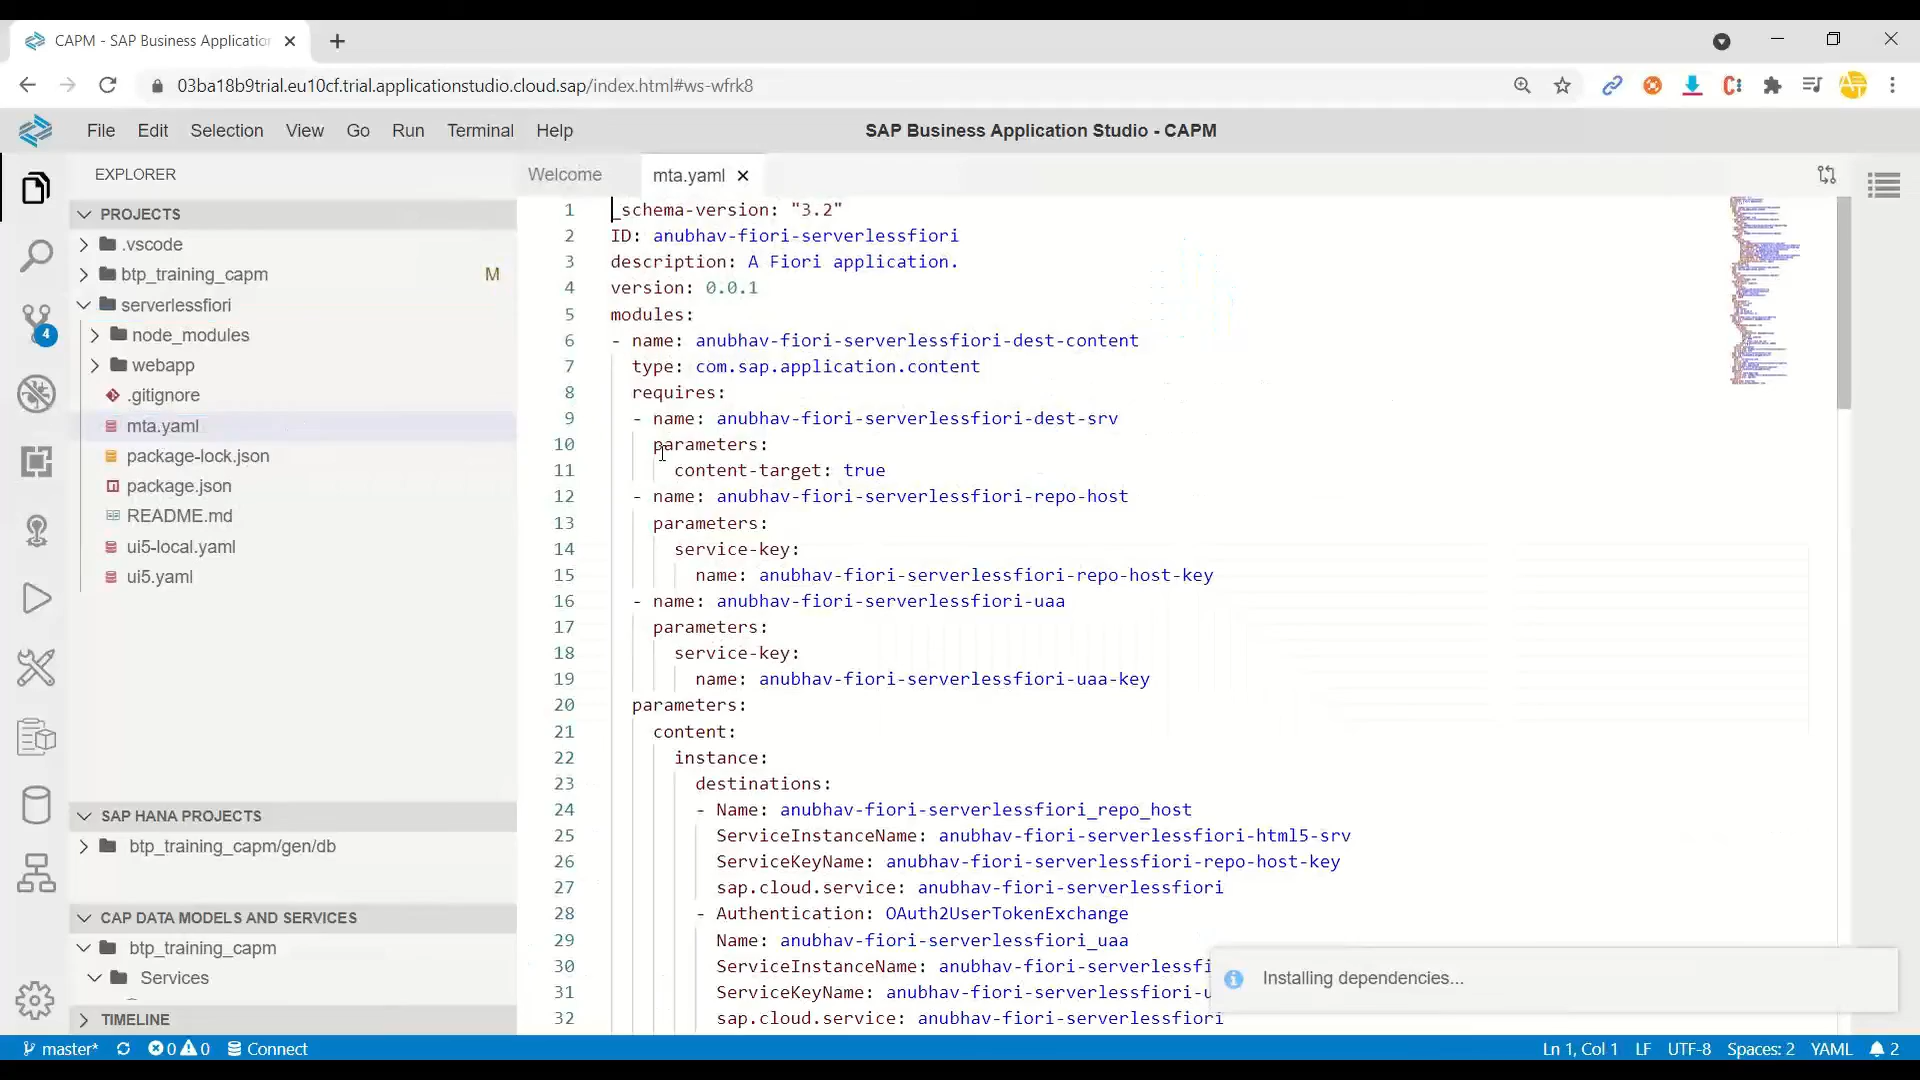 CAPM - SAP Business Applicatio
03ba18b9trial.eu10cf.trial.applicationstudio.cloud.sap/index.html#ws-wfrk8
File Edit Selection View Go Run Terminal Help SAP Business Application Studio - CAPM
EXPLORER
PROJECTS
.vscode
btp_training_capm M
serverlessfiori
node_modules
webapp
.gitignore
mta.yaml
package-lock.json
package.json
README.md
ui5-local.yaml
ui5.yaml
4
SAP HANA PROJECTS
btp_training_capm/gen/db
CAP DATA MODELS AND SERVICES
btp_training_capm
Services
TIMELINE
Welcome mta.yaml
1 _schema-version: "3.2"
2 ID: anubhav-fiori-serverlessfiori
3 description: A Fiori application.
4 version: 0.0.1
5 modules:
6 - name: anubhav-fiori-serverlessfiori-dest-content
7 type: com.sap.application.content
8 requires:
9 - name: anubhav-fiori-serverlessfiori-dest-srv
10 parameters:
11 content-target: true
12 - name: anubhav-fiori-serverlessfiori-repo-host
13 parameters:
14 service-key:
15 name: anubhav-fiori-serverlessfiori-repo-host-key
16 - name: anubhav-fiori-serverlessfiori-uaa
17 parameters:
18 service-key:
19 name: anubhav-fiori-serverlessfiori-uaa-key
20 parameters:
21 content:
22 instance:
23 destinations:
24 - Name: anubhav-fiori-serverlessfiori_repo_host
25 ServiceInstanceName: anubhav-fiori-serverlessfiori-html5-srv
26 ServiceKeyName: anubhav-fiori-serverlessfiori-repo-host-key
27 sap.cloud.service: anubhav-fiori-serverlessfiori
28 - Authentication: OAuth2UserTokenExchange
29 Name: anubhav-fiori-serverlessfiori_uaa
30 ServiceInstanceName: anubhav-fiori-serverlessfi
31 ServiceKeyName: anubhav-fiori-serverlessfiori-u
32 sap.cloud.service: anubhav-fiori-serverlessfiori
Installing dependencies...
master* 0 0 Connect Ln 1, Col 1 LF UTF-8 Spaces: 2 YAML 2